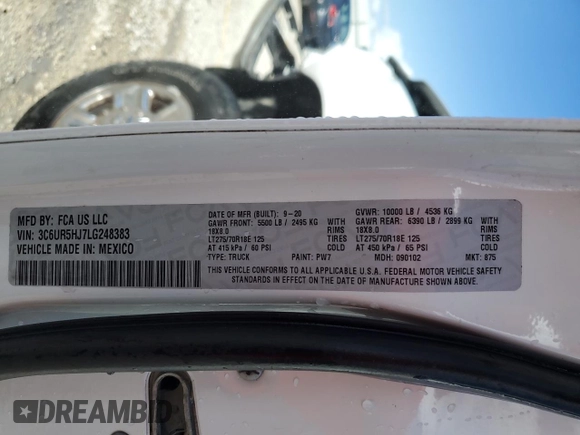 MFD BY: FCA US LLC
VIN: 3C6UR5HJ7LG248383
VEHICLE MADE IN: MEXICO
DATE OF MFR (BUILT): 9-20
GAWR FRONT: 5500 LB / 2495 KG WITH
18X8.0 RIMS
LT275/70R18E 125 TIRES
AT 415 kPa / 60 PSI COLD
TYPE: TRUCK PAINT: PW7
GVWR: 10000 LB / 4536 KG
GAWR REAR: 6390 LB / 2899 KG WITH
18X8.0 RIMS
LT275/70R18E 125 TIRES
AT 450 kPa / 65 PSI COLD
MDH: 090102 MKT: 875
THIS VEHICLE CONFORMS TO ALL APPLICABLE U.S.A. FEDERAL MOTOR VEHICLE SAFETY
STANDARDS IN EFFECT ON THE DATE OF MANUFACTURE SHOWN ABOVE.
DREAMBID